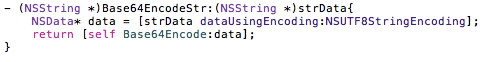 - (NSString *)Base64EncodeStr:(NSString *)strData{
    NSData* data = [strData dataUsingEncoding:NSUTF8StringEncoding];
    return [self Base64Encode:data];
}